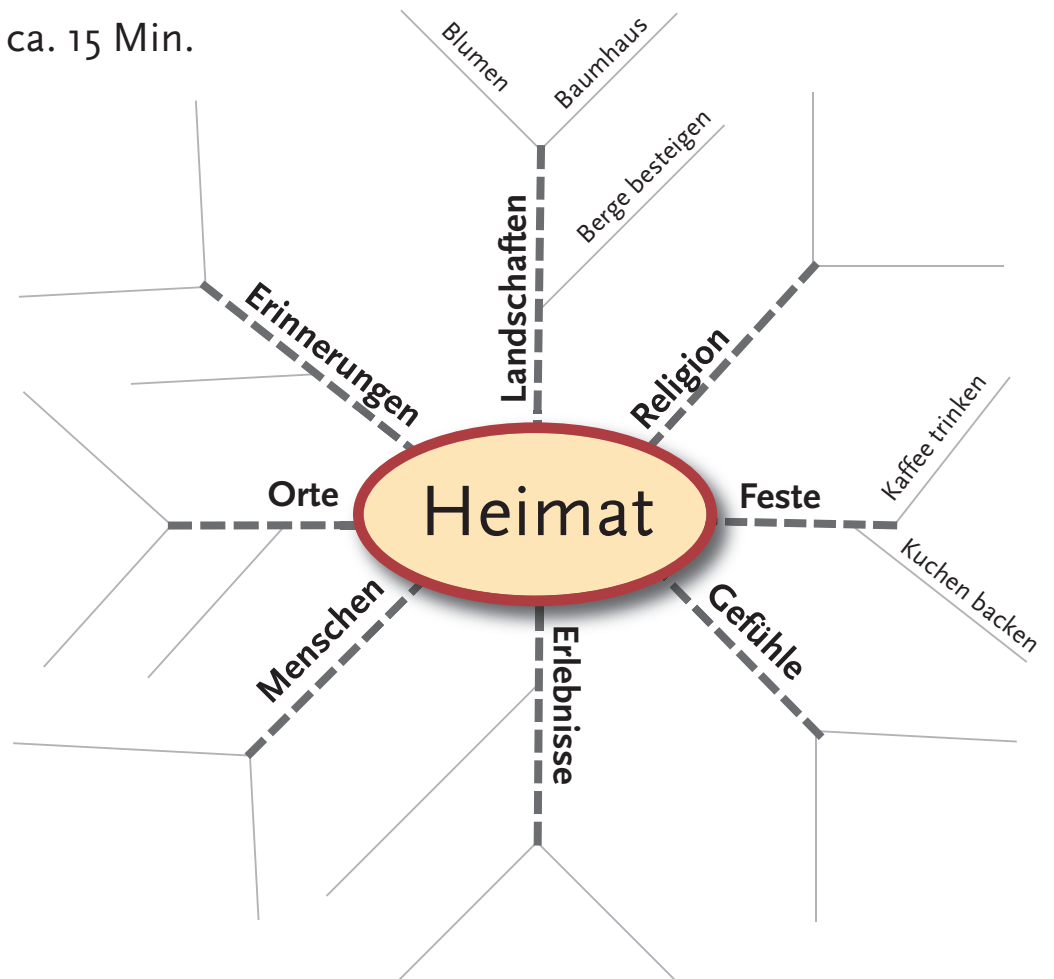 ca. 15 Min.
Blumen
Baumhaus
Berge besteigen
Landschaften
Erinnerungen
Religion
Kaffee trinken
Orte
Heimat
Feste
Kuchen backen
Menschen
Erlebnisse
Gefühle